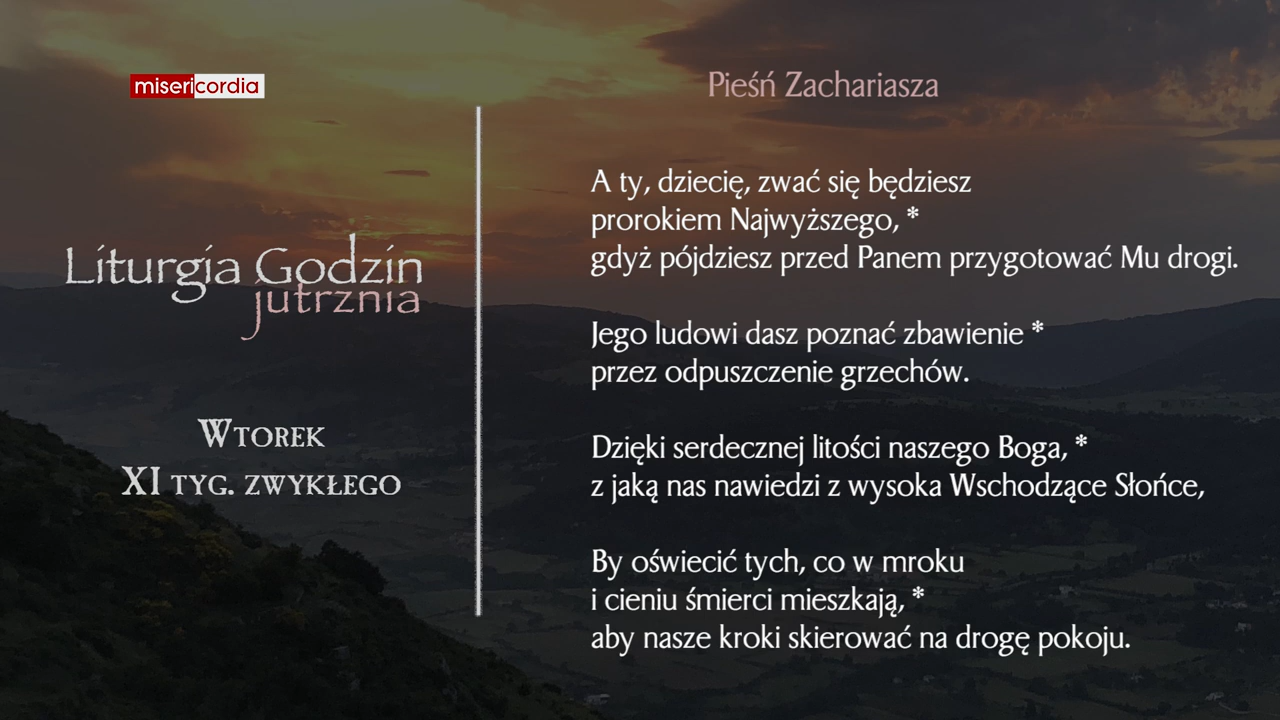 misericordia
Liturgia Godzin
jutrznia
Wtorek
XI tyg. zwykłego
Pieśń Zachariasza
A ty, dziecię, zwać się będziesz
prorokiem Najwyższego, *
gdyż pójdziesz przed Panem przygotować Mu drogi.
Jego ludowi dasz poznać zbawienie *
przez odpuszczenie grzechów.
Dzięki serdecznej litości naszego Boga, *
z jaką nas nawiedzi z wysoka Wschodzące Słońce,
By oświecić tych, co w mroku
i cieniu śmierci mieszkają, *
aby nasze kroki skierować na drogę pokoju.